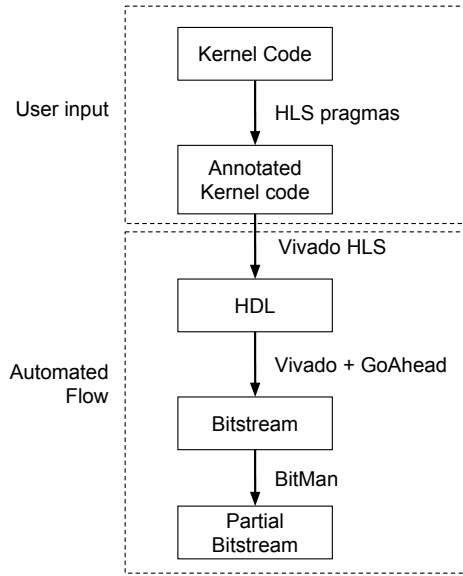 Kernel Code
User input
HLS pragmas
Annotated
Kernel code
Vivado HLS
HDL
Vivado + GoAhead
Automated
Flow
Bitstream
BitMan
Partial
Bitstream